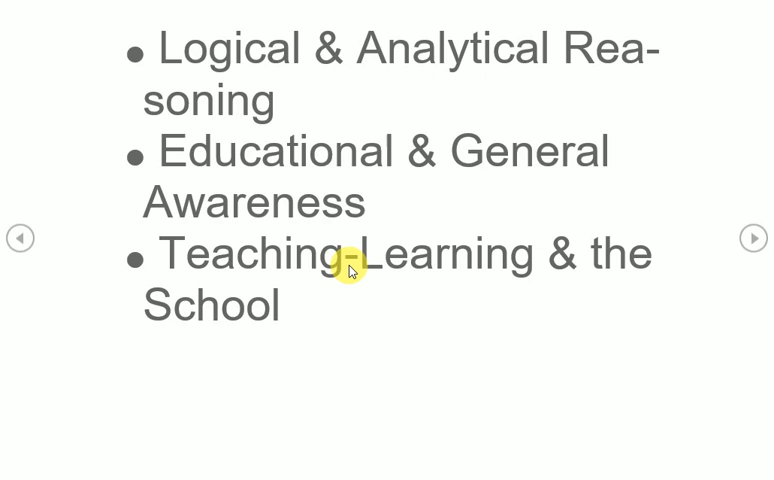 • Logical & Analytical Rea-
soning
• Educational & General
Awareness
• Teaching-Learning & the
School